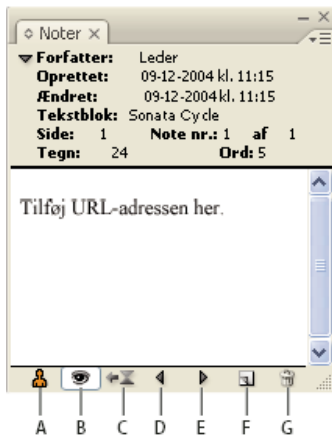 Noter
Forfatter: Leder
Oprettet: 09-12-2004 kl. 11:15
Ændret: 09-12-2004 kl. 11:15
Tekstblok: Sonata Cycle
Side: 1 Note nr.: 1 af 1
Tegn: 24 Ord: 5
Tilføj URL-adressen her.
A B C D E F G